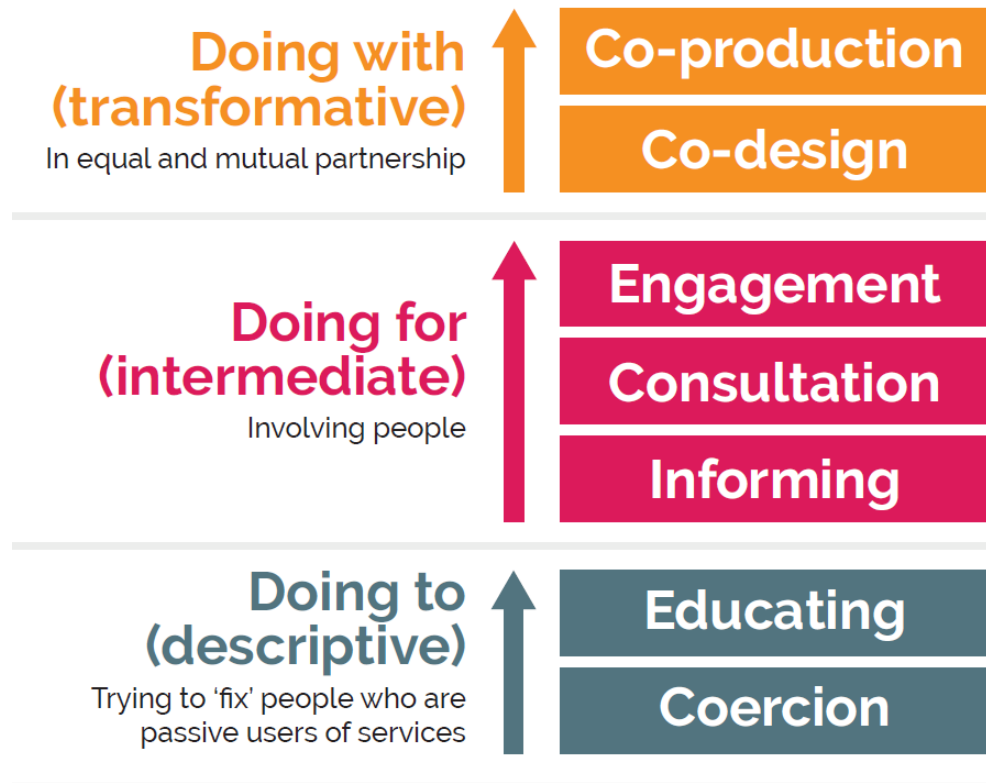 Doing with
(transformative)
In equal and mutual partnership
Co-production
Co-design
Doing for
(intermediate)
Involving people
Engagement
Consultation
Informing
Doing to
(descriptive)
Trying to ‘fix’ people who are
passive users of services
Educating
Coercion